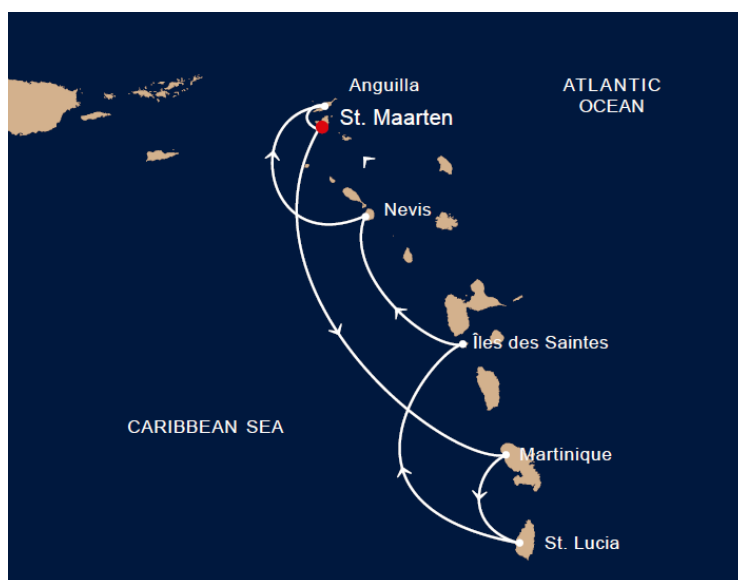 Anguilla
ATLANTIC
OCEAN
St. Maarten
Nevis
Îles des Saintes
CARIBBEAN SEA
Martinique
St. Lucia